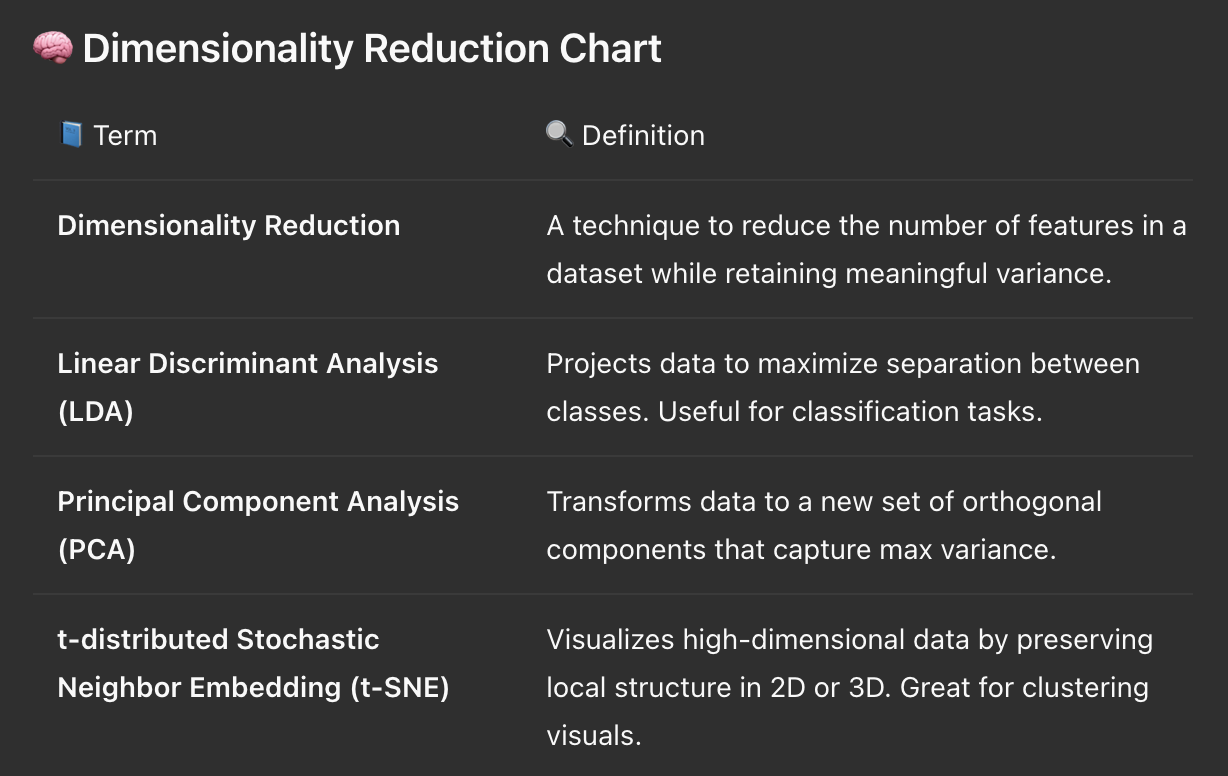 🧠 Dimensionality Reduction Chart
📘 Term
🔍 Definition
Dimensionality Reduction
A technique to reduce the number of features in a
dataset while retaining meaningful variance.
Linear Discriminant Analysis
(LDA)
Projects data to maximize separation between
classes. Useful for classification tasks.
Principal Component Analysis
(PCA)
Transforms data to a new set of orthogonal
components that capture max variance.
t-distributed Stochastic
Neighbor Embedding (t-SNE)
Visualizes high-dimensional data by preserving
local structure in 2D or 3D. Great for clustering
visuals.